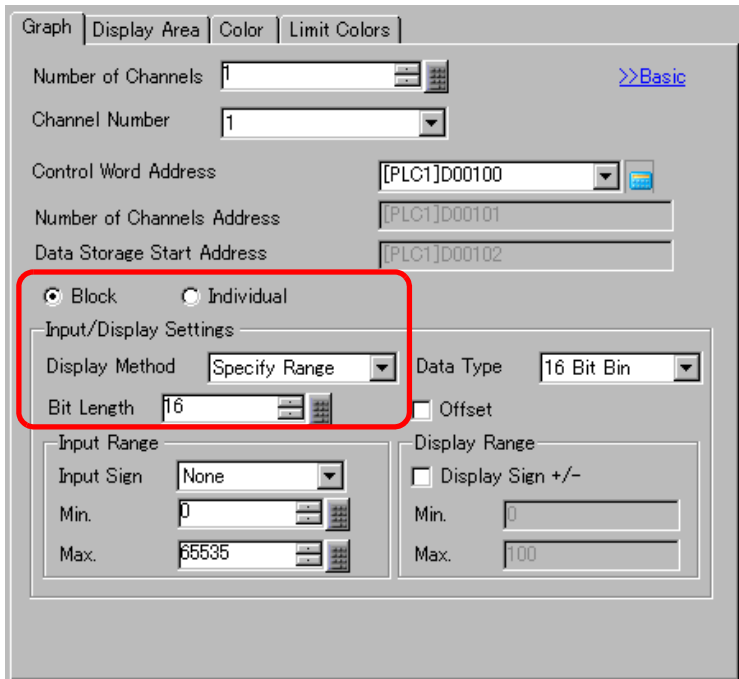 Graph Display Area Color Limit Colors
Number of Channels 1 >>Basic
Channel Number 1
Control Word Address [PLC1]D00100
Number of Channels Address [PLC1]D00101
Data Storage Start Address [PLC1]D00102
Block Individual
Input/Display Settings
Display Method Specify Range Data Type 16 Bit Bin
Bit Length 16 Offset
Input Range Display Range
Input Sign None Display Sign +/-
Min. 0 Min. 0
Max. 65535 Max. 100